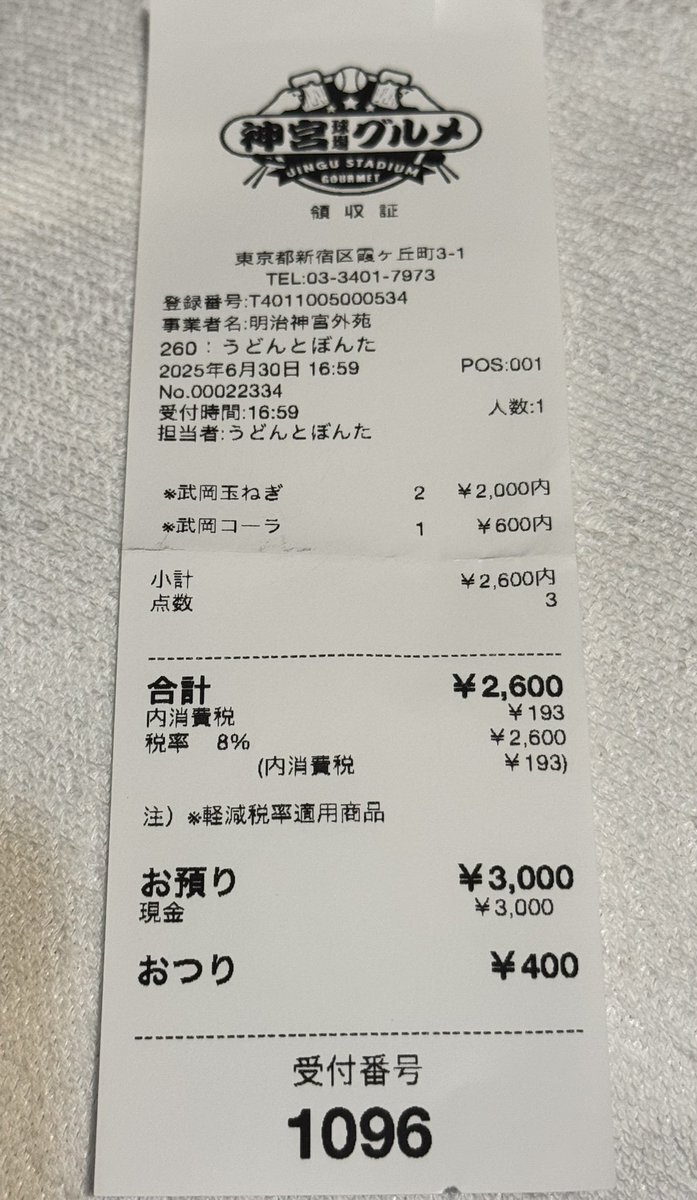 神宮球場グルメ
JINGU STADIUM
GOURMET
領収証
東京都新宿区霞ヶ丘町3-1
TEL:03-3401-7973
登録番号:T4011005000534
事業者名:明治神宮外苑
260：うどんとぼんた
2025年6月30日 16:59 POS:001
No.00022334
受付時間:16:59 人数:1
担当者:うどんとぼんた
※武岡玉ねぎ 2 ¥2,000内
※武岡コーラ 1 ¥600内
小計 ¥2,600内
点数 3
合計 ¥2,600
内消費税 ¥193
税率 8% ¥2,600
(内消費税 ¥193)
注）※軽減税率適用商品
お預り ¥3,000
現金 ¥3,000
おつり ¥400
受付番号
1096